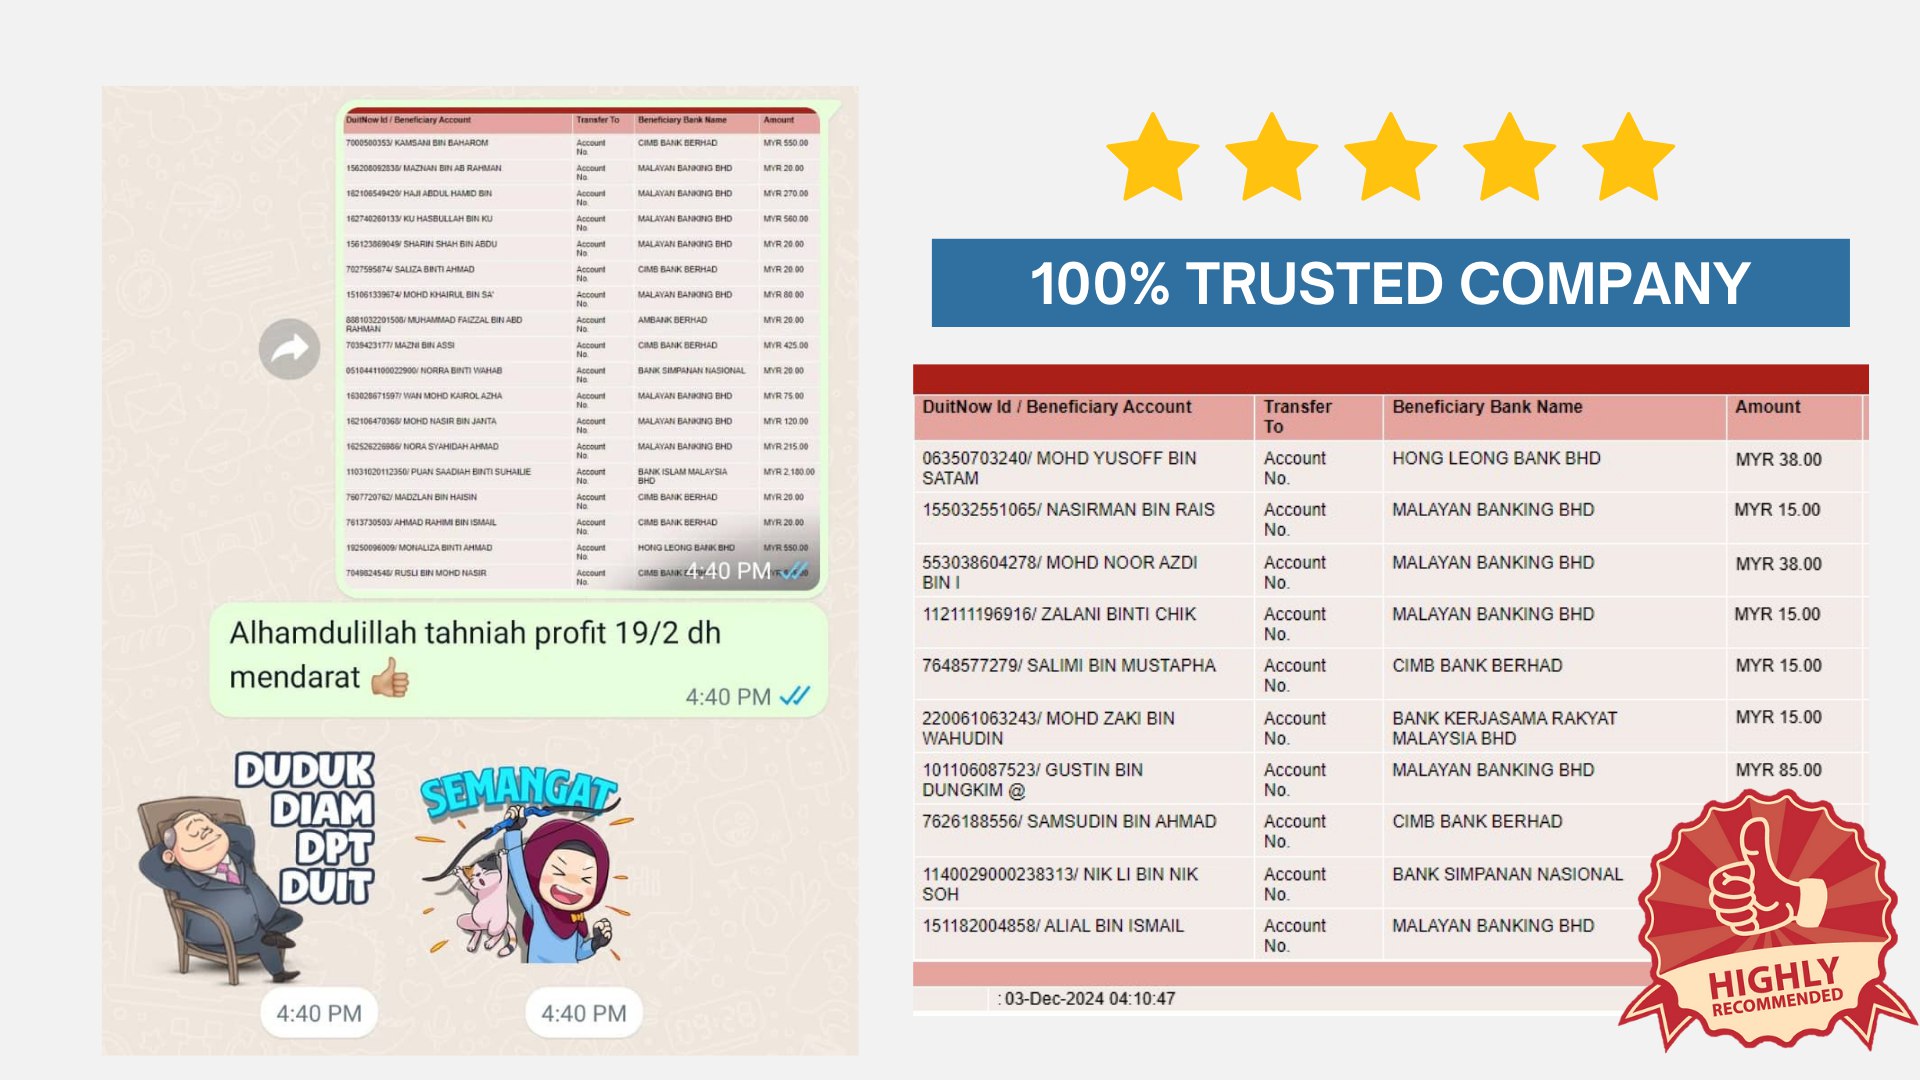 DuitNow Id / Beneficiary Account Transfer To Beneficiary Bank Name Amount
7000500353/ KAMSANI BIN BAHAROM Account No. CIMB BANK BERHAD MYR 550.00
156208092838/ MAZNAN BIN AB RAHMAN Account No. MALAYAN BANKING BHD MYR 20.00
162106549420/ HAJI ABDUL HAMID BIN Account No. MALAYAN BANKING BHD MYR 270.00
162740260133/ KU HASBULLAH BIN KU Account No. MALAYAN BANKING BHD MYR 560.00
156123869049/ SHARIN SHAH BIN ABDU Account No. MALAYAN BANKING BHD MYR 20.00
7027595874/ SALIZA BINTI AHMAD Account No. CIMB BANK BERHAD MYR 20.00
151061339674/ MOHD KHAIRUL BIN SA' Account No. MALAYAN BANKING BHD MYR 80.00
8881032201508/ MUHAMMAD FAIZZAL BIN ABD RAHMAN Account No. AMBANK BERHAD MYR 20.00
7039423177/ MAZNI BIN ASSI Account No. CIMB BANK BERHAD MYR 425.00
0510441100022900/ NORRA BINTI WAHAB Account No. BANK SIMPANAN NASIONAL MYR 20.00
163028671597/ WAN MOHD KAIROL AZHA Account No. MALAYAN BANKING BHD MYR 75.00
162106470368/ MOHD NASIR BIN JANTA Account No. MALAYAN BANKING BHD MYR 120.00
162526226986/ NORA SYAHIDAH AHMAD Account No. MALAYAN BANKING BHD MYR 215.00
11031020112350/ PUAN SAADIAH BINTI SUHAILIE Account No. BANK ISLAM MALAYSIA BHD MYR 2,180.00
7607720762/ MADZLAN BIN HAISIN Account No. CIMB BANK BERHAD MYR 20.00
7613730503/ AHMAD RAHIMI BIN ISMAIL Account No. CIMB BANK BERHAD MYR 20.00
19250096009/ MONALIZA BINTI AHMAD Account No. HONG LEONG BANK BHD MYR 550.00
7049824548/ RUSLI BIN MOHD NASIR Account No. CIMB BANK
4:40 PM
Alhamdulillah tahniah profit 19/2 dh
mendarat 👍🏼
4:40 PM
DUDUK
DIAM
DPT
DUIT
SEMANGAT
4:40 PM
4:40 PM
100% TRUSTED COMPANY
DuitNow Id / Beneficiary Account Transfer To Beneficiary Bank Name Amount
06350703240/ MOHD YUSOFF BIN SATAM Account No. HONG LEONG BANK BHD MYR 38.00
155032551065/ NASIRMAN BIN RAIS Account No. MALAYAN BANKING BHD MYR 15.00
553038604278/ MOHD NOOR AZDI BIN I Account No. MALAYAN BANKING BHD MYR 38.00
112111196916/ ZALANI BINTI CHIK Account No. MALAYAN BANKING BHD MYR 15.00
7648577279/ SALIMI BIN MUSTAPHA Account No. CIMB BANK BERHAD MYR 15.00
220061063243/ MOHD ZAKI BIN WAHUDIN Account No. BANK KERJASAMA RAKYAT MALAYSIA BHD MYR 15.00
101106087523/ GUSTIN BIN DUNGKIM @ Account No. MALAYAN BANKING BHD MYR 85.00
7626188556/ SAMSUDIN BIN AHMAD Account No. CIMB BANK BERHAD
1140029000238313/ NIK LI BIN NIK SOH Account No. BANK SIMPANAN NASIONAL
151182004858/ ALIAL BIN ISMAIL Account No. MALAYAN BANKING BHD
: 03-Dec-2024 04:10:47
HIGHLY
RECOMMENDED